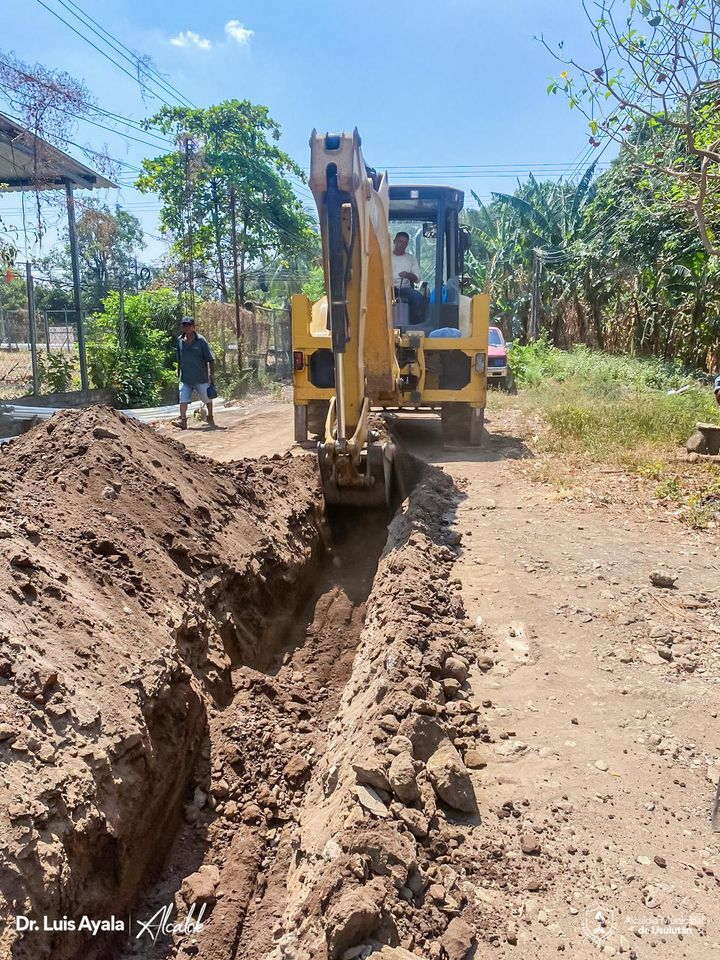 Dr. Luis Ayala | Alcalde
Alcaldía Municipal
de Usulután